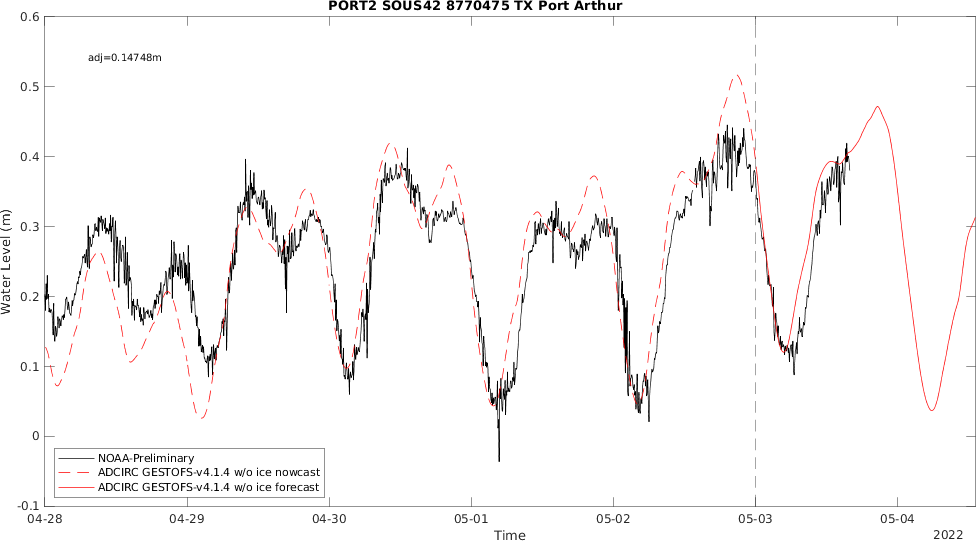 PORT2 SOUS42 8770475 TX Port Arthur
adj=0.14748m
0.6
0.5
0.4
0.3
0.2
0.1
0
-0.1
Water Level (m)
NOAA-Preliminary
ADCIRC GESTOFS-v4.1.4 w/o ice nowcast
ADCIRC GESTOFS-v4.1.4 w/o ice forecast
04-28 04-29 04-30 05-01 05-02 05-03 05-04
Time
2022